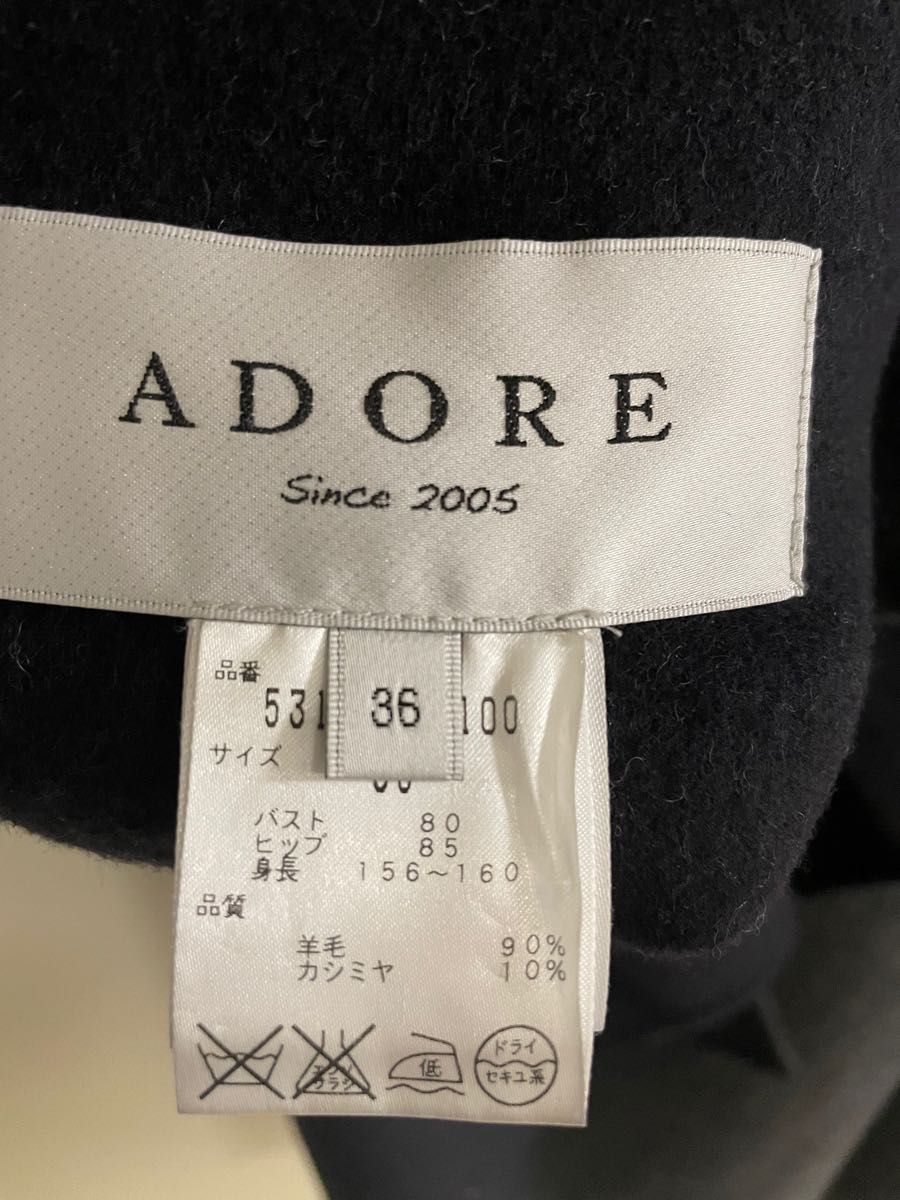 ADORE
Since 2005
品番
531 100
36
サイズ
バスト 80
ヒップ 85
身長 156〜160
品質
羊毛 90%
カシミヤ 10%
低
ドライ
セキユ系